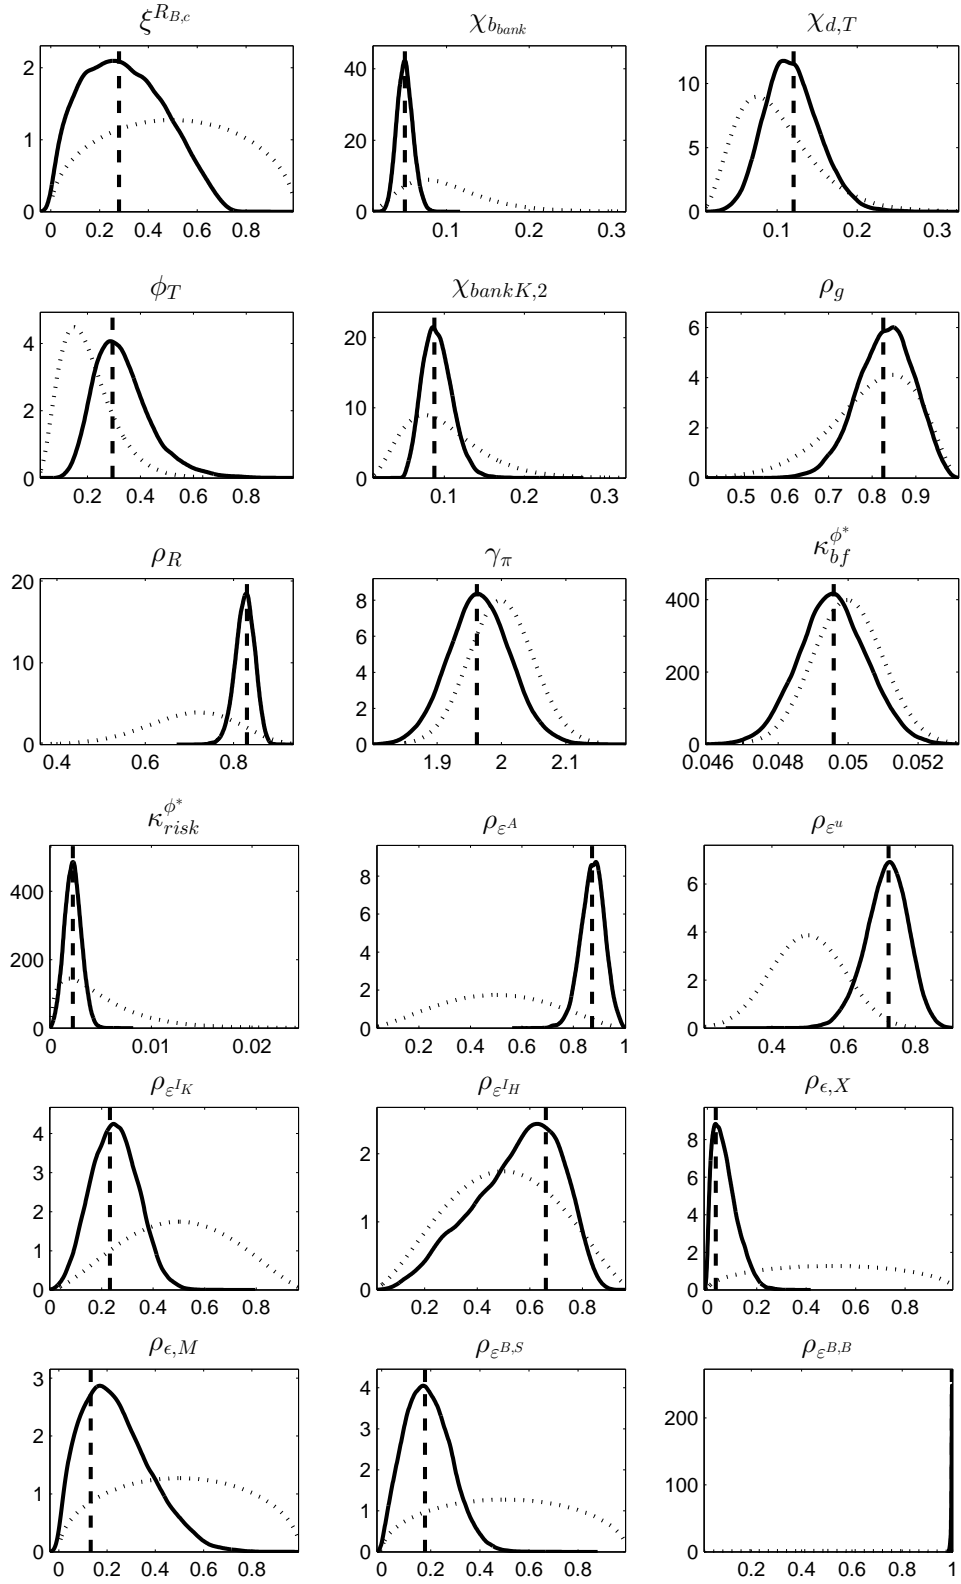 ξ^{R_{B,c}} χ_{b_{bank}} χ_{d,T}
2 1 0 0 0.2 0.4 0.6 0.8
40 20 0 0.1 0.2 0.3
10 5 0 0.1 0.2 0.3
ϕ_T χ_{bankK,2} ρ_g
4 2 0 0.2 0.4 0.6 0.8
20 10 0 0.1 0.2 0.3
6 4 2 0 0.5 0.6 0.7 0.8 0.9
ρ_R γ_π κ_{bf}^{ϕ*}
20 10 0 0.4 0.6 0.8
8 6 4 2 0 1.9 2 2.1
400 200 0 0.046 0.048 0.05 0.052
κ_{risk}^{ϕ*} ρ_{ε^A} ρ_{ε^u}
400 200 0 0 0.01 0.02
8 6 4 2 0 0.2 0.4 0.6 0.8 1
6 4 2 0 0.4 0.6 0.8
ρ_{ε^{I_K}} ρ_{ε^{I_H}} ρ_{ϵ,X}
4 3 2 1 0 0 0.2 0.4 0.6 0.8
2 1 0 0.2 0.4 0.6 0.8
8 6 4 2 0 0 0.2 0.4 0.6 0.8
ρ_{ϵ,M} ρ_{ε^{B,S}} ρ_{ε^{B,B}}
3 2 1 0 0 0.2 0.4 0.6 0.8
4 3 2 1 0 0 0.2 0.4 0.6 0.8
200 100 0 0.2 0.4 0.6 0.8 1